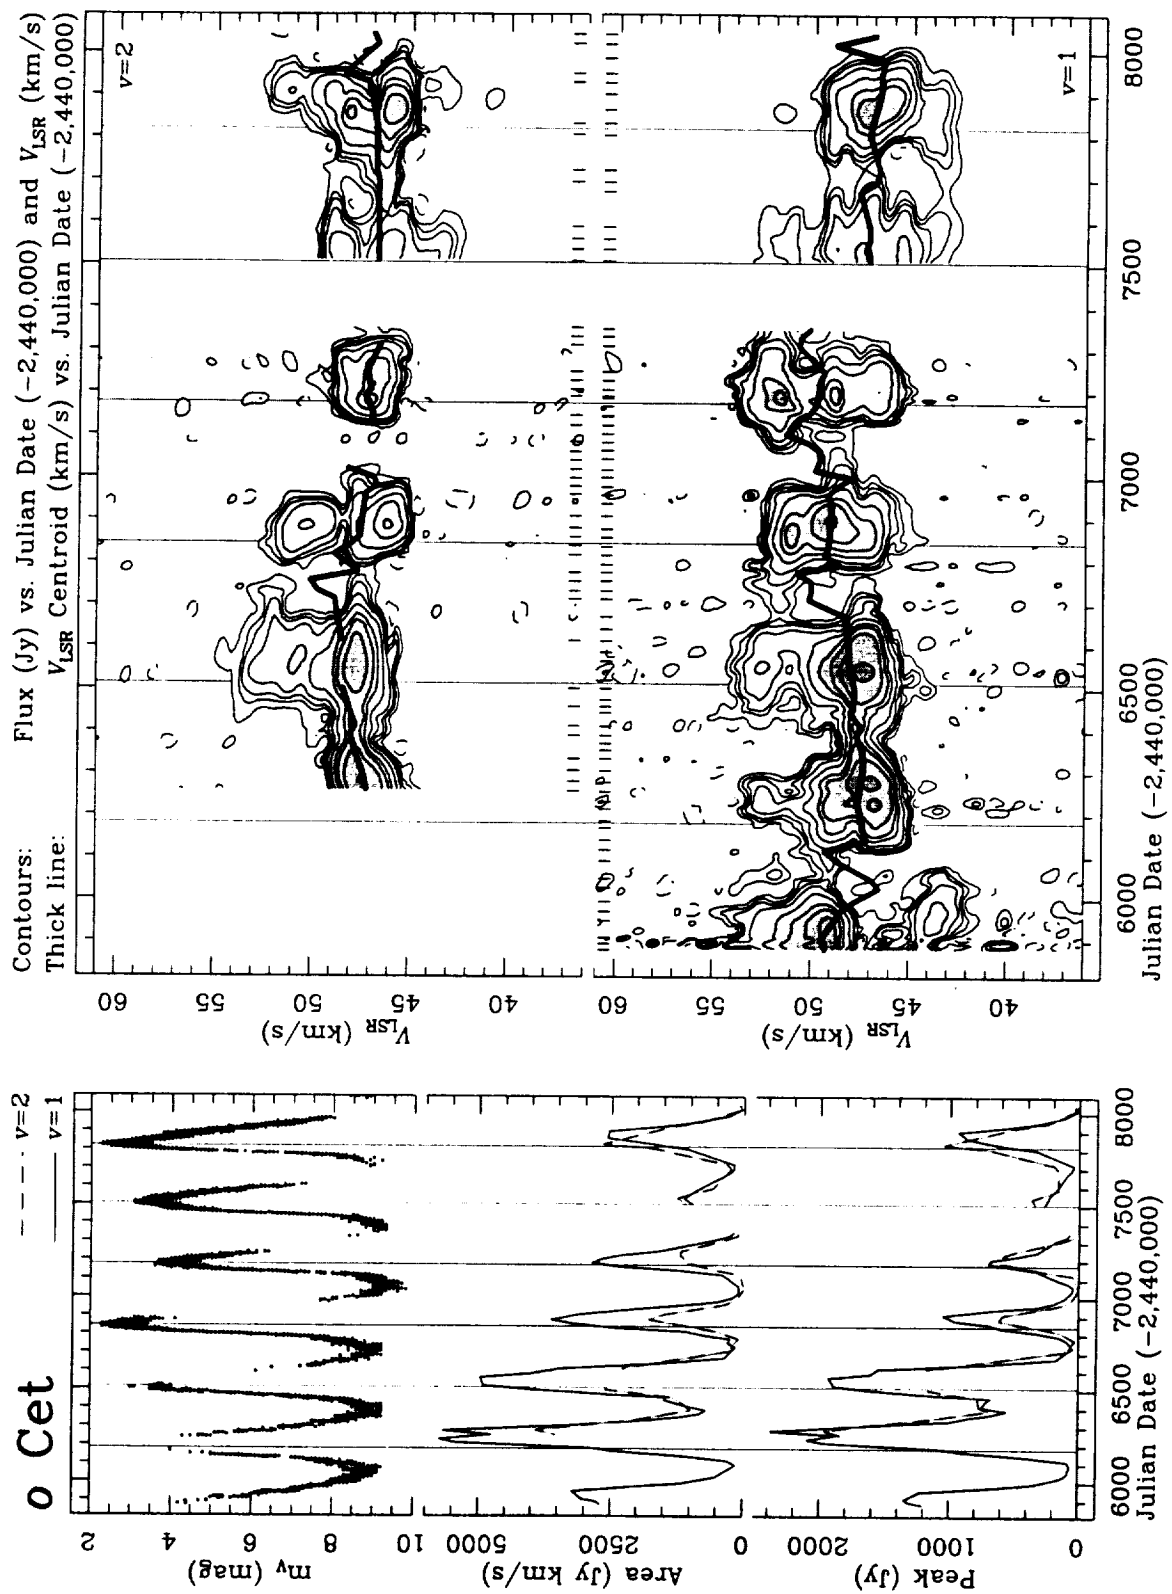 o Cet
– – · v=2
—— v=1
2
4
6
8
10
m_v (mag)
5000
2500
0
Area (Jy km/s)
2000
1000
0
Peak (Jy)
6000
6500
7000
7500
8000
Julian Date (−2,440,000)
Contours: Flux (Jy) vs. Julian Date (−2,440,000) and V_LSR (km/s)
Thick line: V_LSR Centroid (km/s) vs. Julian Date (−2,440,000)
v=2
60
55
50
45
40
V_LSR (km/s)
v=1
60
55
50
45
40
V_LSR (km/s)
6000
6500
7000
7500
8000
Julian Date (−2,440,000)